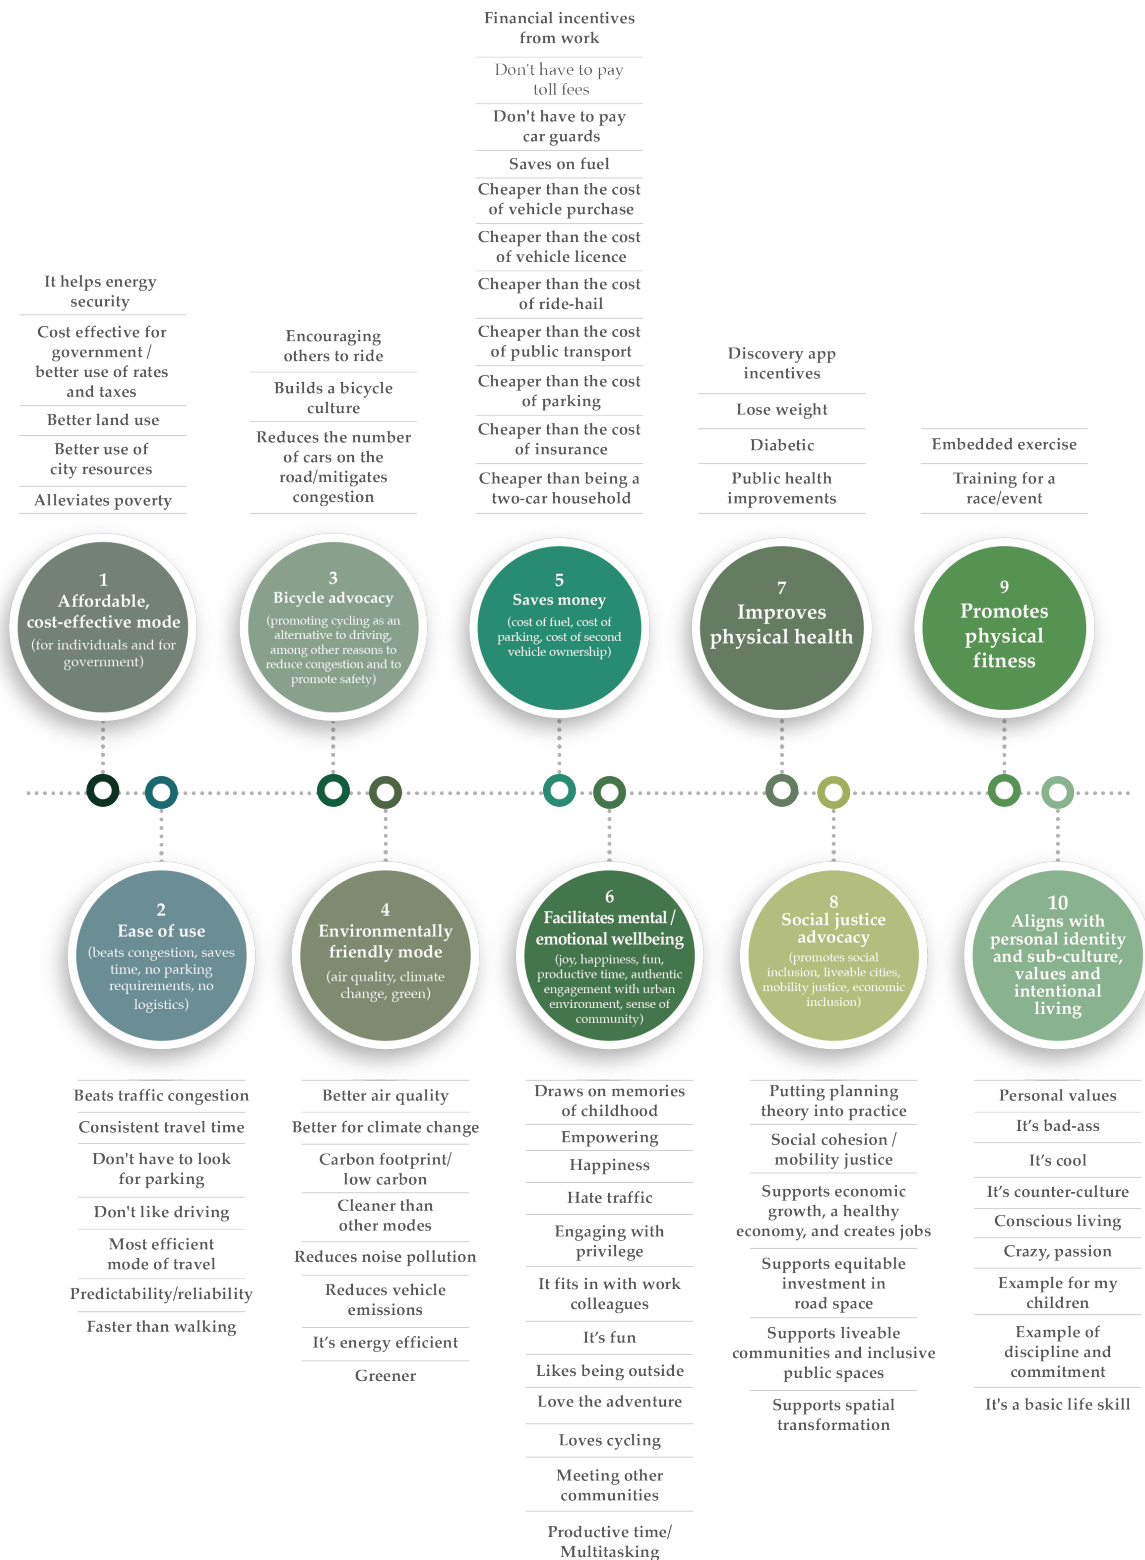 It helps energy
security
Cost effective for
government /
better use of rates
and taxes
Better land use
Better use of
city resources
Alleviates poverty
1
Affordable,
cost-effective mode
(for individuals and for
government)
Encouraging
others to ride
Builds a bicycle
culture
Reduces the number
of cars on the
road/mitigates
congestion
3
Bicycle advocacy
(promoting cycling as an
alternative to driving,
among other reasons to
reduce congestion and to
promote safety)
Financial incentives
from work
Don't have to pay
toll fees
Don't have to pay
car guards
Saves on fuel
Cheaper than the cost
of vehicle purchase
Cheaper than the cost
of vehicle licence
Cheaper than the cost
of ride-hail
Cheaper than the cost
of public transport
Cheaper than the cost
of parking
Cheaper than the cost
of insurance
Cheaper than being a
two-car household
5
Saves money
(cost of fuel, cost of
parking, cost of second
vehicle ownership)
Discovery app
incentives
Lose weight
Diabetic
Public health
improvements
7
Improves
physical health
Embedded exercise
Training for a
race/event
9
Promotes
physical
fitness
2
Ease of use
(beats congestion, saves
time, no parking
requirements, no
logistics)
Beats traffic congestion
Consistent travel time
Don't have to look
for parking
Don't like driving
Most efficient
mode of travel
Predictability/reliability
Faster than walking
4
Environmentally
friendly mode
(air quality, climate
change, green)
Better air quality
Better for climate change
Carbon footprint/
low carbon
Cleaner than
other modes
Reduces noise pollution
Reduces vehicle
emissions
It’s energy efficient
Greener
6
Facilitates mental /
emotional wellbeing
(joy, happiness, fun,
productive time, authentic
engagement with urban
environment, sense of
community)
Draws on memories
of childhood
Empowering
Happiness
Hate traffic
Engaging with
privilege
It fits in with work
colleagues
It's fun
Likes being outside
Love the adventure
Loves cycling
Meeting other
communities
Productive time/
Multitasking
8
Social justice
advocacy
(promotes social
inclusion, liveable cities,
mobility justice, economic
inclusion)
Putting planning
theory into practice
Social cohesion /
mobility justice
Supports economic
growth, a healthy
economy, and creates jobs
Supports equitable
investment in
road space
Supports liveable
communities and inclusive
public spaces
Supports spatial
transformation
10
Aligns with
personal identity
and sub-culture,
values and
intentional
living
Personal values
It’s bad-ass
It’s cool
It’s counter-culture
Conscious living
Crazy, passion
Example for my
children
Example of
discipline and
commitment
It's a basic life skill